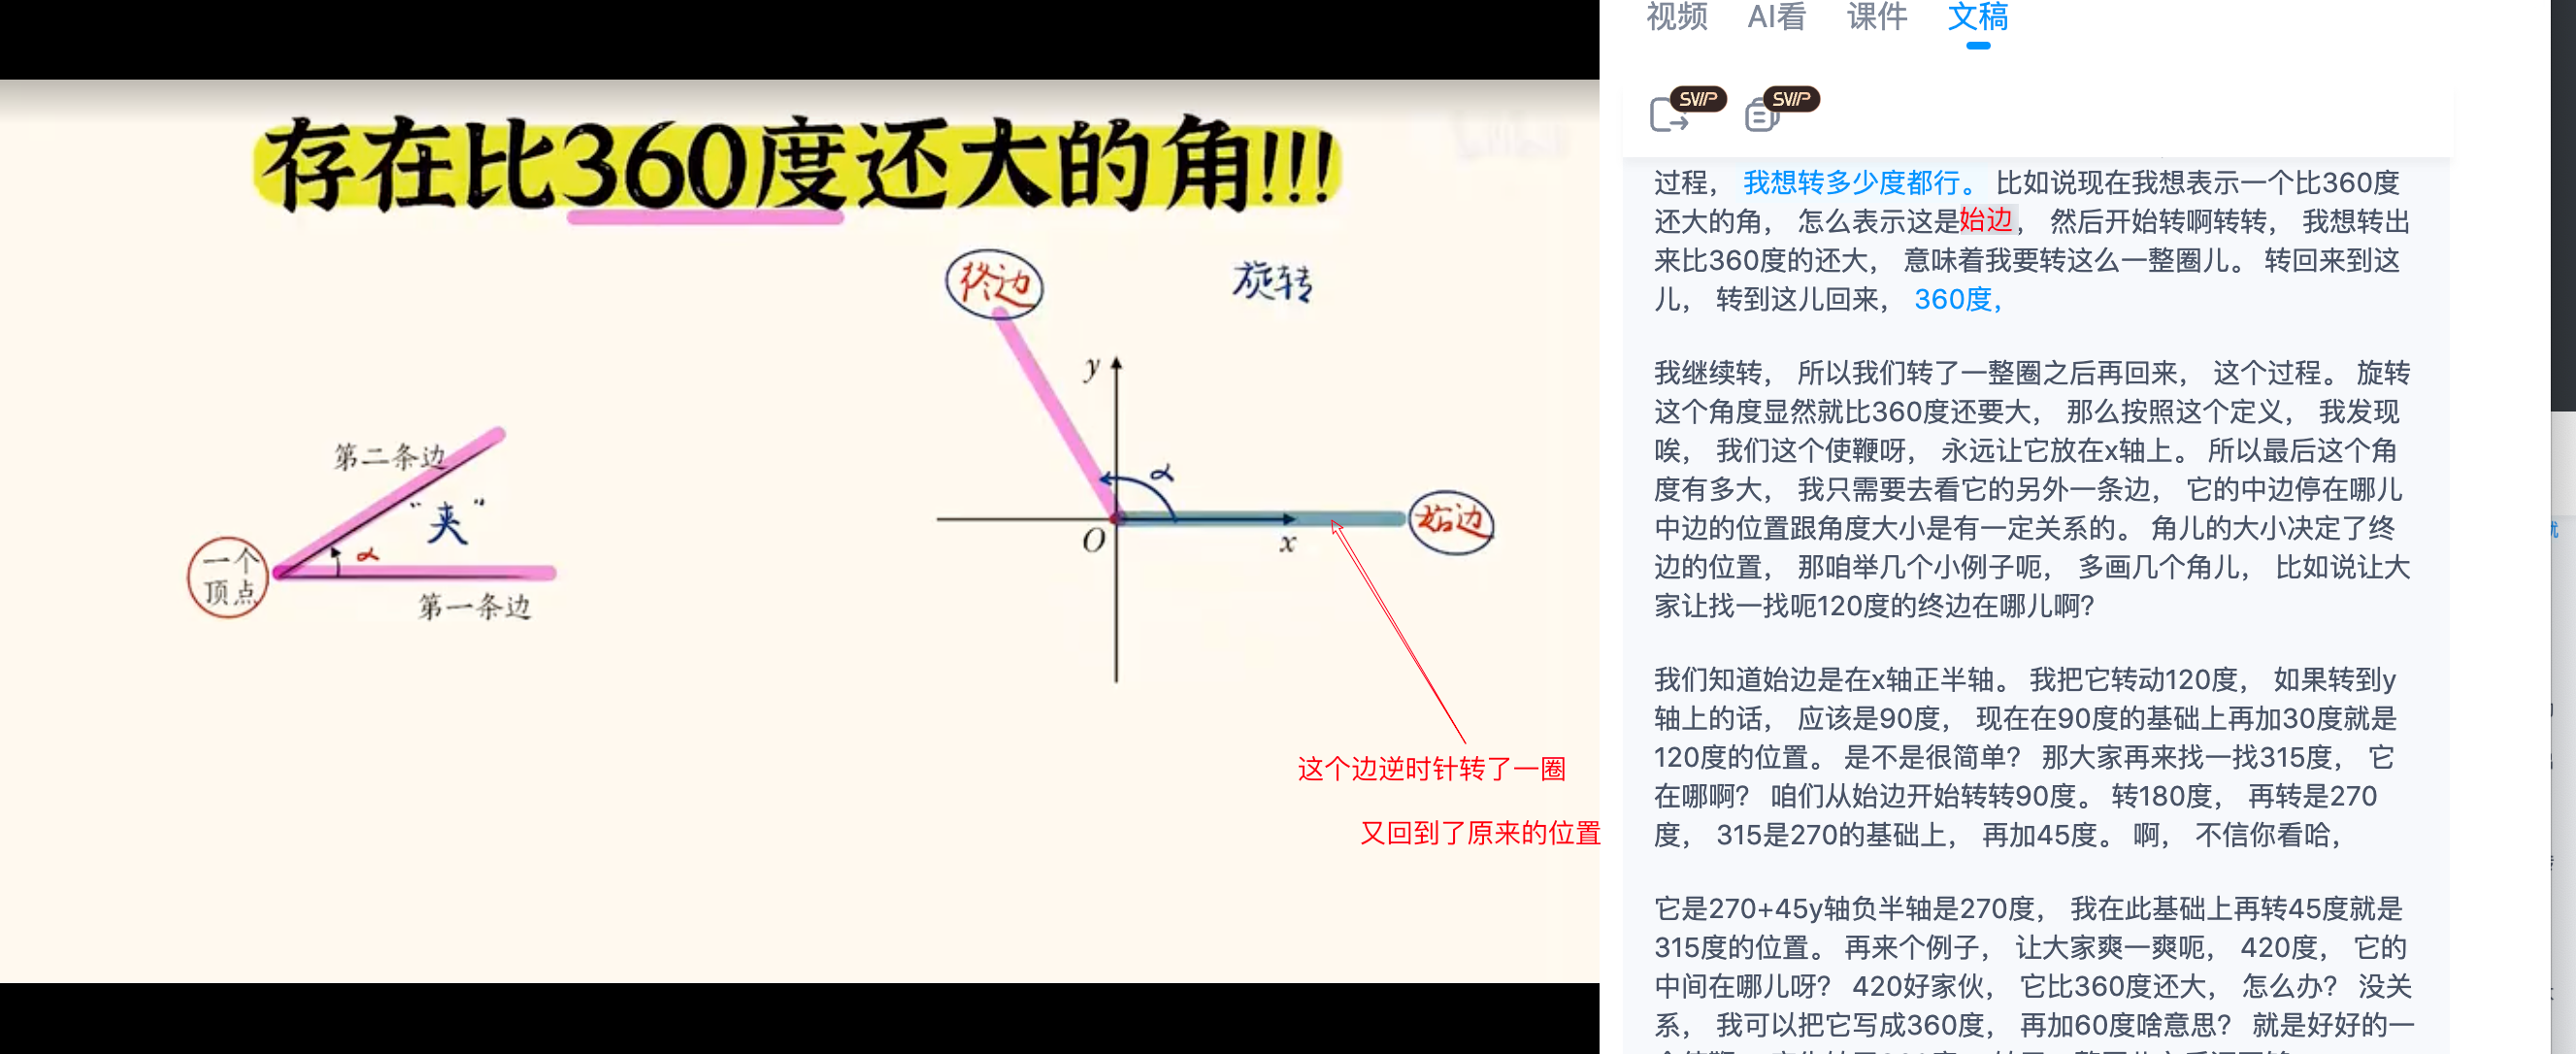 存在比360度还大的角!!!
终边
旋转
y
α
O
x
始边
第二条边
“夹”
α
一个
顶点
第一条边
这个边逆时针转了一圈
又回到了原来的位置
视频 AI看 课件 文稿
SVIP SVIP
过程， 我想转多少度都行。 比如说现在我想表示一个比360度
还大的角， 怎么表示这是始边， 然后开始转啊转转， 我想转出
来比360度的还大， 意味着我要转这么一整圈儿。 转回来到这
儿， 转到这儿回来， 360度，
我继续转， 所以我们转了一整圈之后再回来， 这个过程。 旋转
这个角度显然就比360度还要大， 那么按照这个定义， 我发现
唉， 我们这个使鞭呀， 永远让它放在x轴上。 所以最后这个角
度有多大， 我只需要去看它的另外一条边， 它的中边停在哪儿
中边的位置跟角度大小是有一定关系的。 角儿的大小决定了终
边的位置， 那咱举几个小例子呃， 多画几个角儿， 比如说让大
家让找一找呃120度的终边在哪儿啊?
我们知道始边是在x轴正半轴。 我把它转动120度， 如果转到y
轴上的话， 应该是90度， 现在在90度的基础上再加30度就是
120度的位置。 是不是很简单? 那大家再来找一找315度， 它
在哪啊? 咱们从始边开始转转90度。 转180度， 再转是270
度， 315是270的基础上， 再加45度。 啊， 不信你看哈，
它是270+45y轴负半轴是270度， 我在此基础上再转45度就是
315度的位置。 再来个例子， 让大家爽一爽呃， 420度， 它的
中间在哪儿呀? 420好家伙， 它比360度还大， 怎么办? 没关
系， 我可以把它写成360度， 再加60度啥意思? 就是好好的一